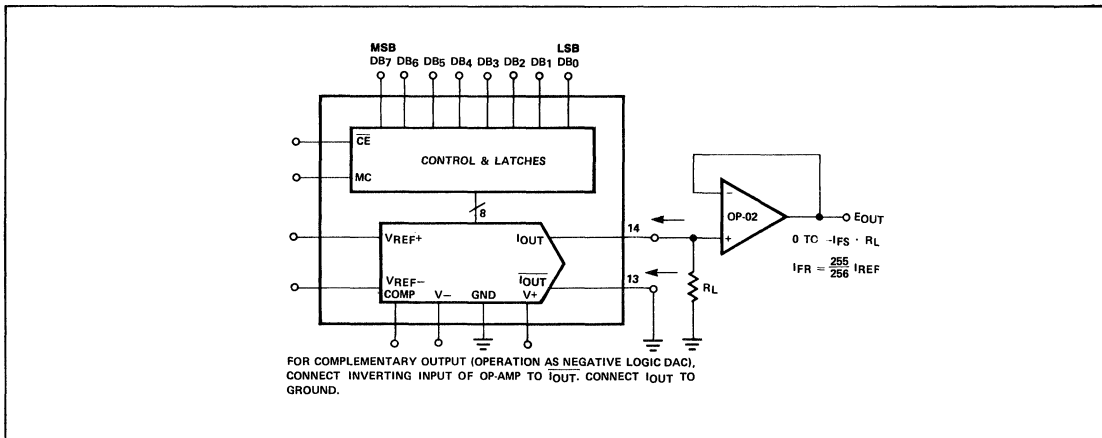 MSB LSB
DB7 DB6 DB5 DB4 DB3 DB2 DB1 DB0
CE
CONTROL & LATCHES
MC
8
OP-02
−
+
EOUT
0 TO −IFS · RL
IFR = 255/256 IREF
14
VREF+ IOUT
VREF− IOUT
13
RL
COMP V− GND V+
FOR COMPLEMENTARY OUTPUT (OPERATION AS NEGATIVE LOGIC DAC),
CONNECT INVERTING INPUT OF OP-AMP TO IOUT. CONNECT IOUT TO
GROUND.